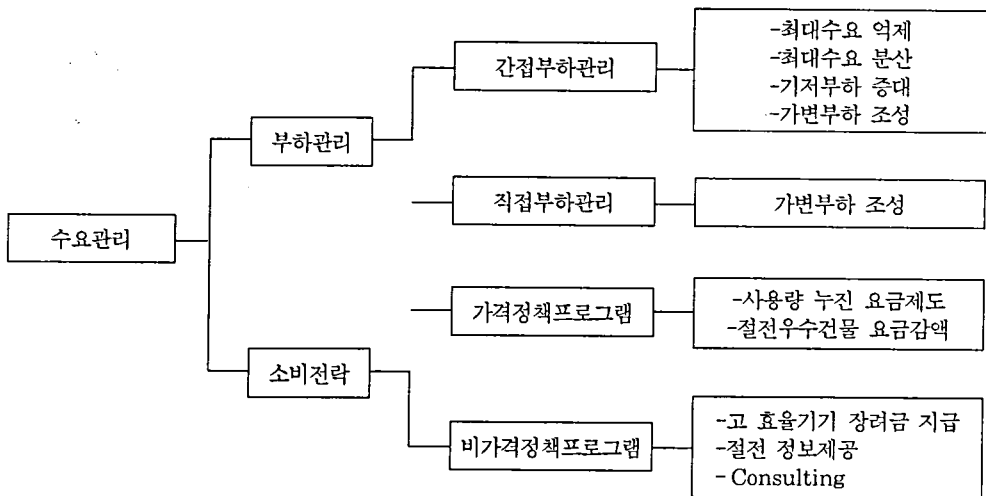 수요관리
부하관리
간접부하관리
-최대수요 억제
-최대수요 분산
-기저부하 증대
-가변부하 조성
직접부하관리
가변부하 조성
소비전락
가격정책프로그램
-사용량 누진 요금제도
-절전우수건물 요금감액
비가격정책프로그램
-고 효율기기 장려금 지급
-절전 정보제공
- Consulting